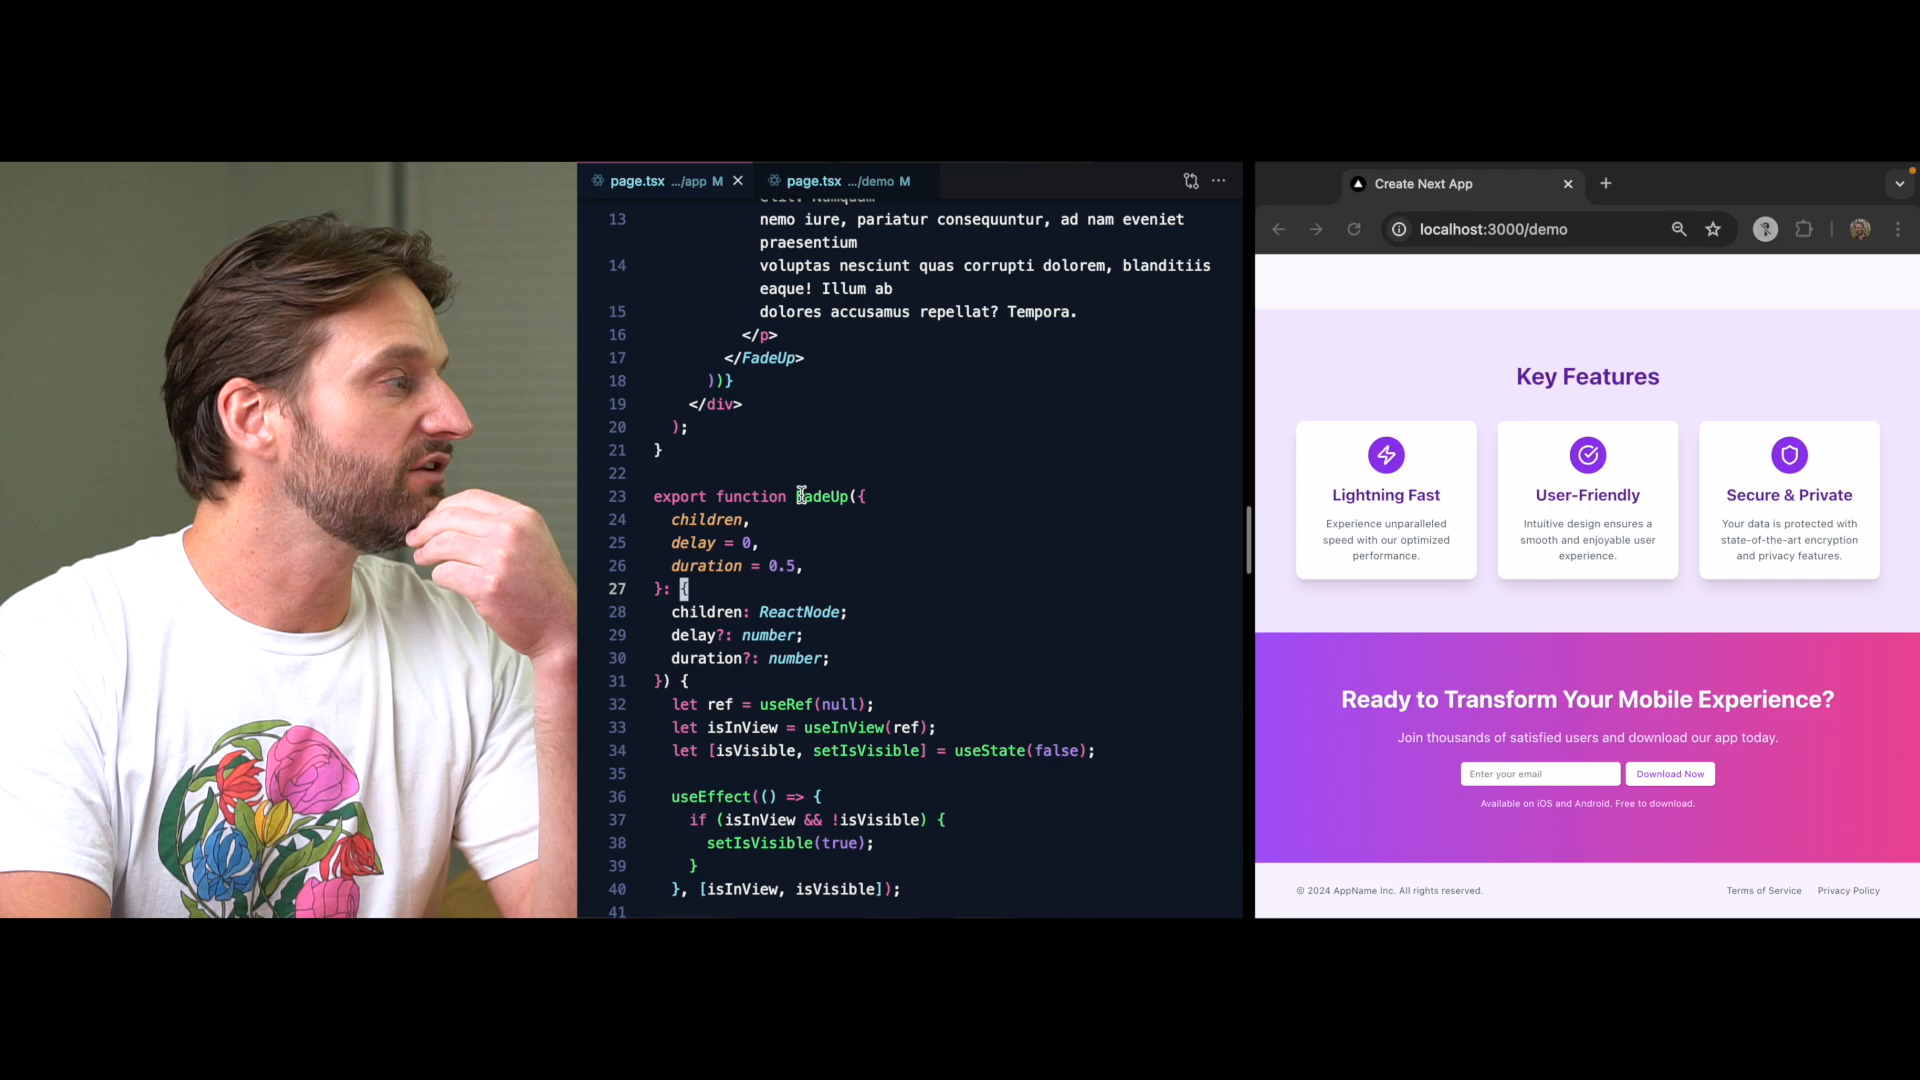 page.tsx .../app M
page.tsx .../demo M
13 nemo iure, pariatur consequuntur, ad nam eveniet
praesentium
14 voluptas nesciunt quas corrupti dolorem, blanditiis
eaque! Illum ab
15 dolores accusamus repellat? Tempora.
16 </p>
17 </FadeUp>
18 ))}
19 </div>
20 );
21 }
22
23 export function FadeUp({
24 children,
25 delay = 0,
26 duration = 0.5,
27 }: {
28 children: ReactNode;
29 delay?: number;
30 duration?: number;
31 }) {
32 let ref = useRef(null);
33 let isInView = useInView(ref);
34 let [isVisible, setIsVisible] = useState(false);
35
36 useEffect(() => {
37 if (isInView && !isVisible) {
38 setIsVisible(true);
39 }
40 }, [isInView, isVisible]);
41
Create Next App
localhost:3000/demo
Key Features
Lightning Fast
Experience unparalleled
speed with our optimized
performance.
User-Friendly
Intuitive design ensures a
smooth and enjoyable user
experience.
Secure & Private
Your data is protected with
state-of-the-art encryption
and privacy features.
Ready to Transform Your Mobile Experience?
Join thousands of satisfied users and download our app today.
Enter your email
Download Now
Available on iOS and Android. Free to download.
© 2024 AppName Inc. All rights reserved.
Terms of Service
Privacy Policy